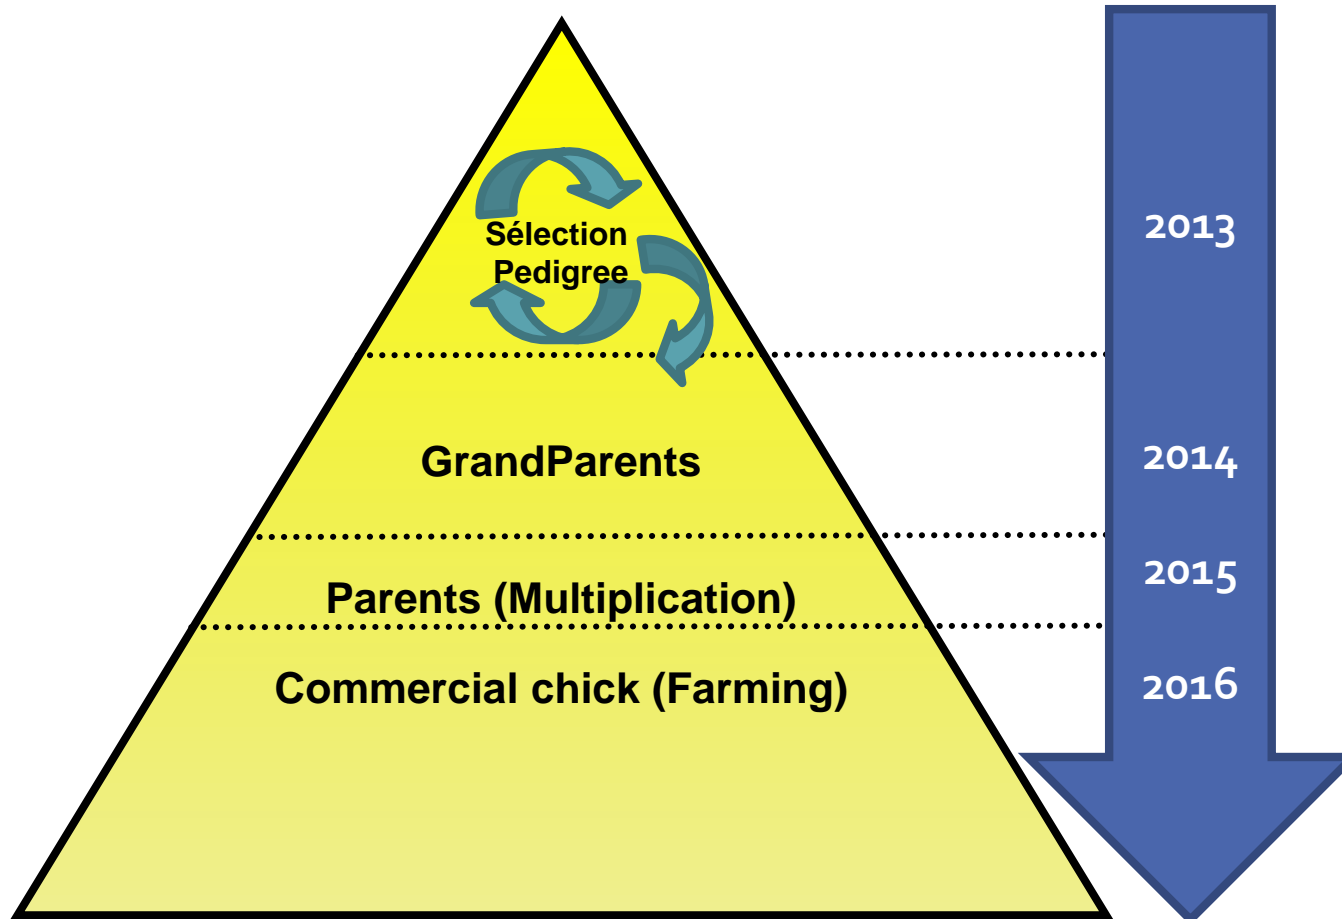 Sélection
Pedigree
2013
GrandParents
2014
Parents (Multiplication)
2015
Commercial chick (Farming)
2016